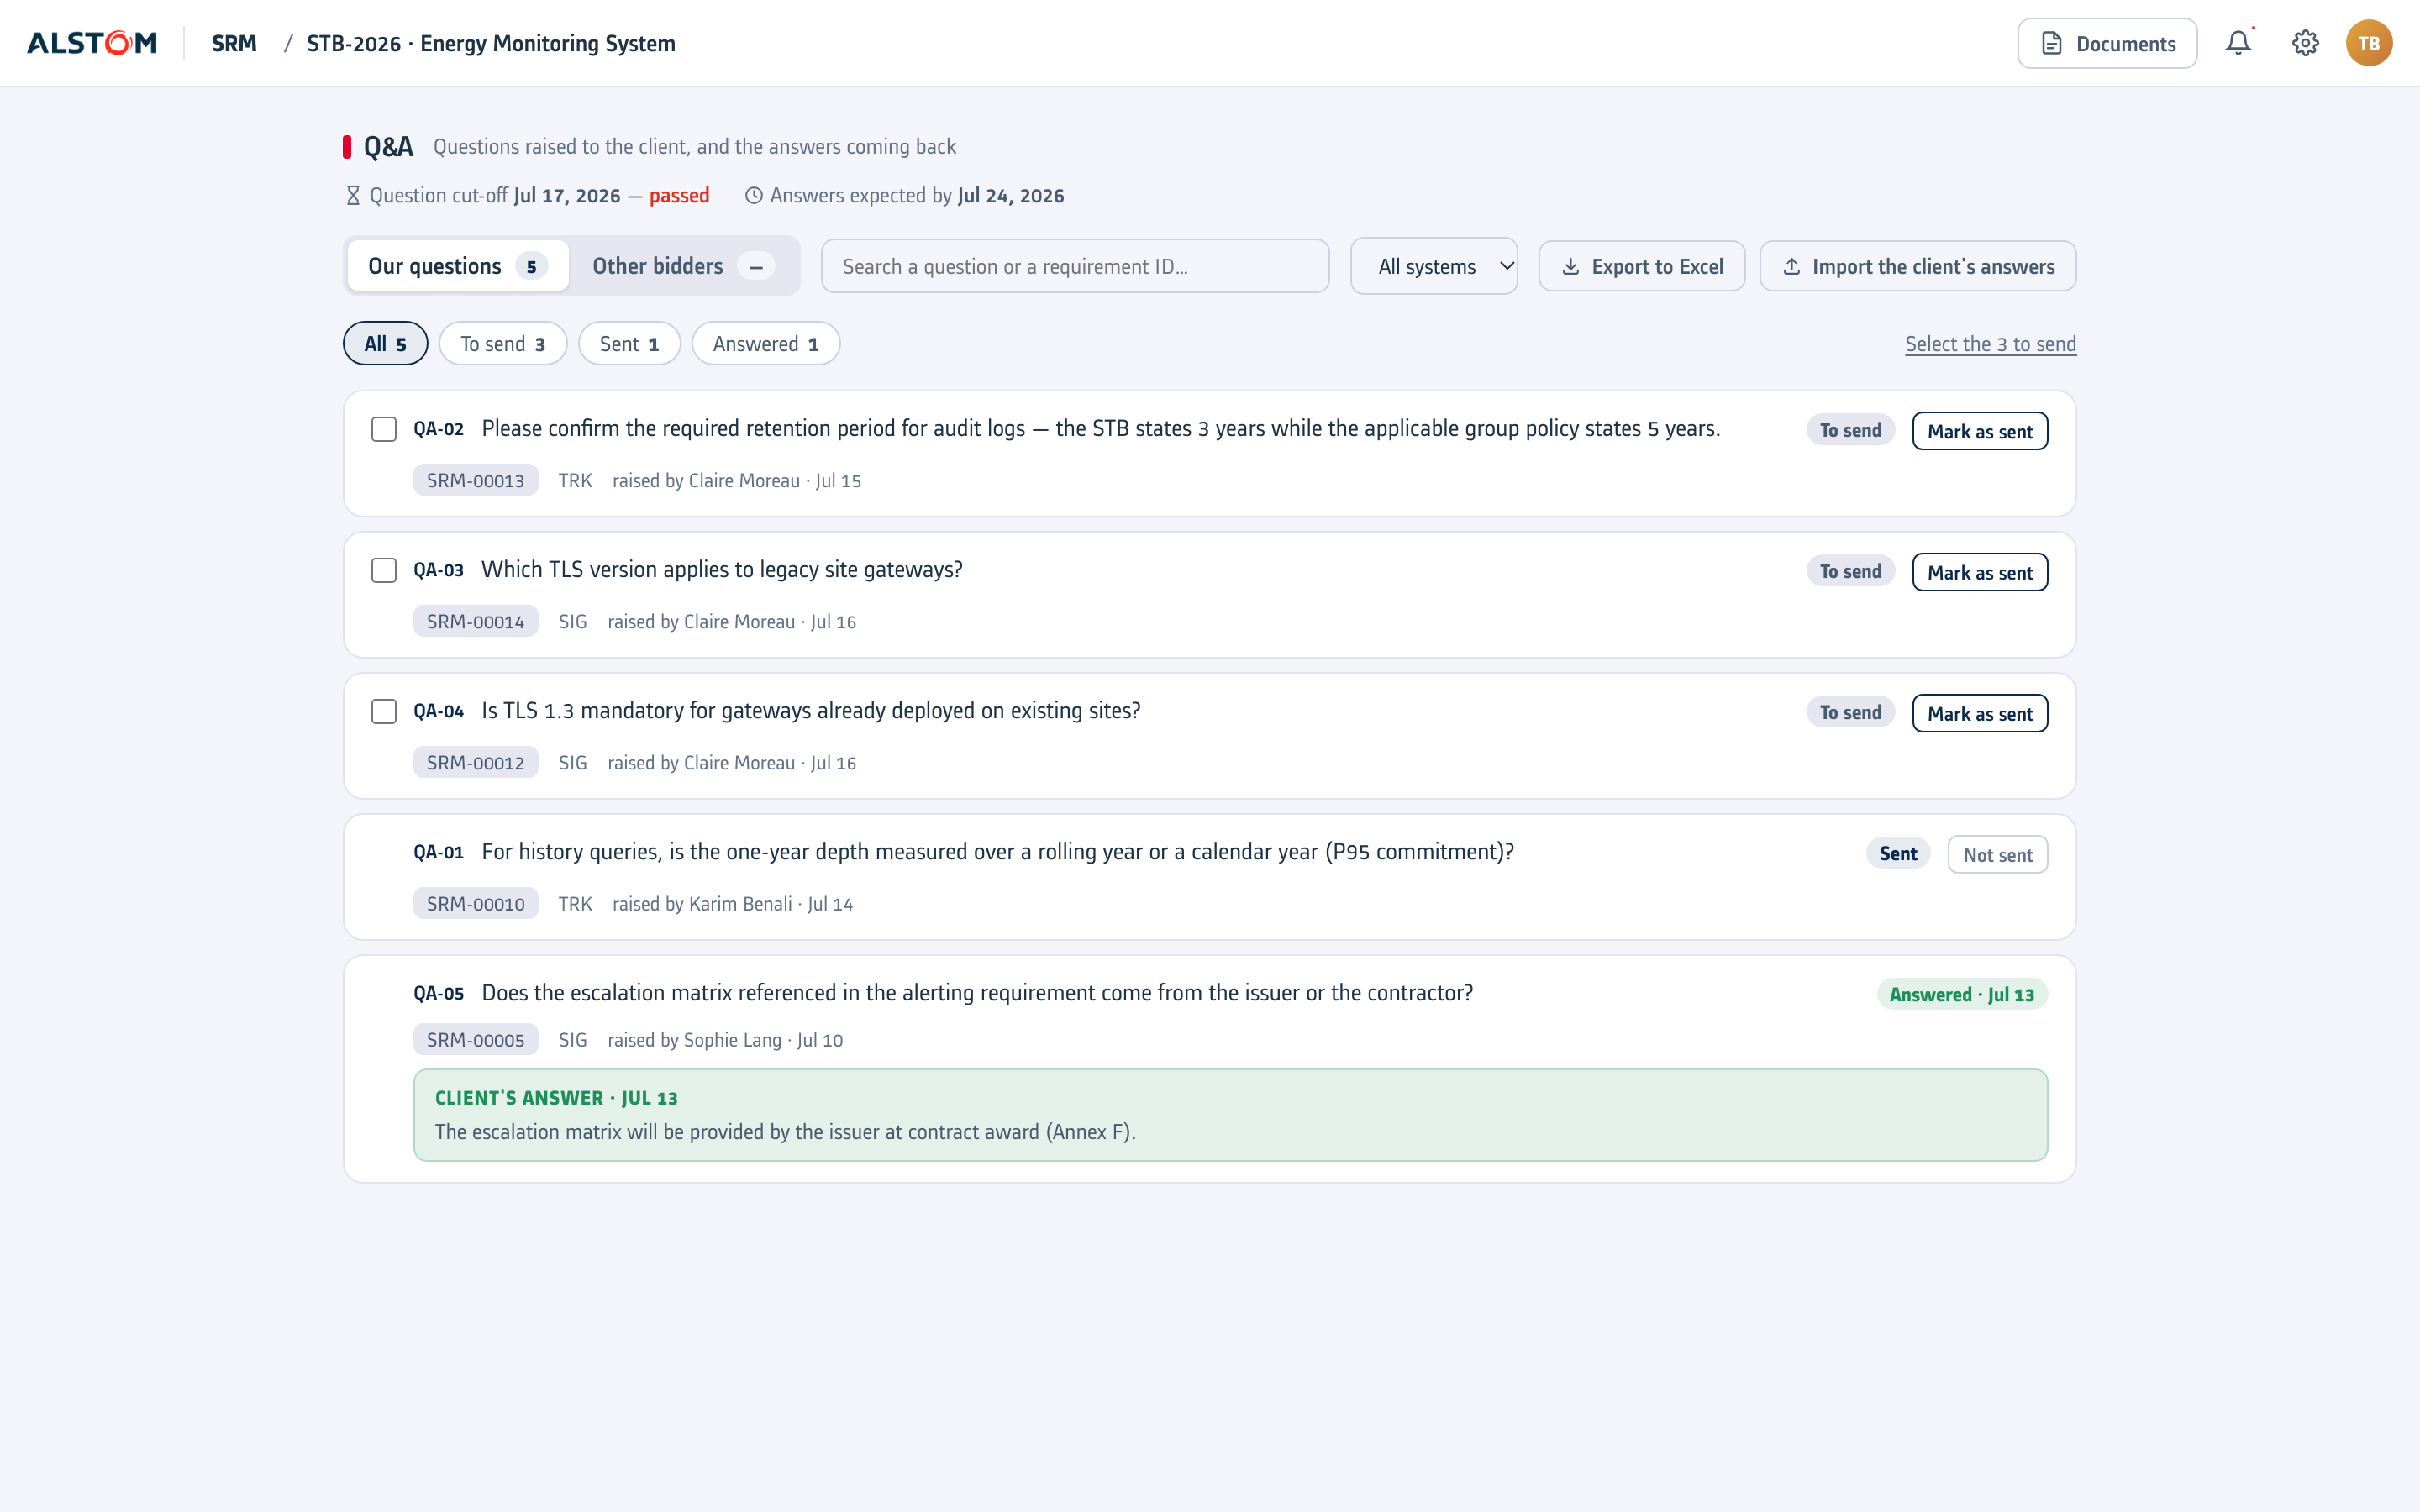 ALSTOM SRM / STB-2026 · Energy Monitoring System Documents TB
Q&A Questions raised to the client, and the answers coming back
Question cut-off Jul 17, 2026 — passed Answers expected by Jul 24, 2026
Our questions 5 Other bidders — Search a question or a requirement ID... All systems Export to Excel Import the client's answers
All 5 To send 3 Sent 1 Answered 1 Select the 3 to send
QA-02 Please confirm the required retention period for audit logs — the STB states 3 years while the applicable group policy states 5 years. To send Mark as sent
SRM-00013 TRK raised by Claire Moreau · Jul 15
QA-03 Which TLS version applies to legacy site gateways? To send Mark as sent
SRM-00014 SIG raised by Claire Moreau · Jul 16
QA-04 Is TLS 1.3 mandatory for gateways already deployed on existing sites? To send Mark as sent
SRM-00012 SIG raised by Claire Moreau · Jul 16
QA-01 For history queries, is the one-year depth measured over a rolling year or a calendar year (P95 commitment)? Sent Not sent
SRM-00010 TRK raised by Karim Benali · Jul 14
QA-05 Does the escalation matrix referenced in the alerting requirement come from the issuer or the contractor? Answered · Jul 13
SRM-00005 SIG raised by Sophie Lang · Jul 10
CLIENT'S ANSWER · JUL 13
The escalation matrix will be provided by the issuer at contract award (Annex F).